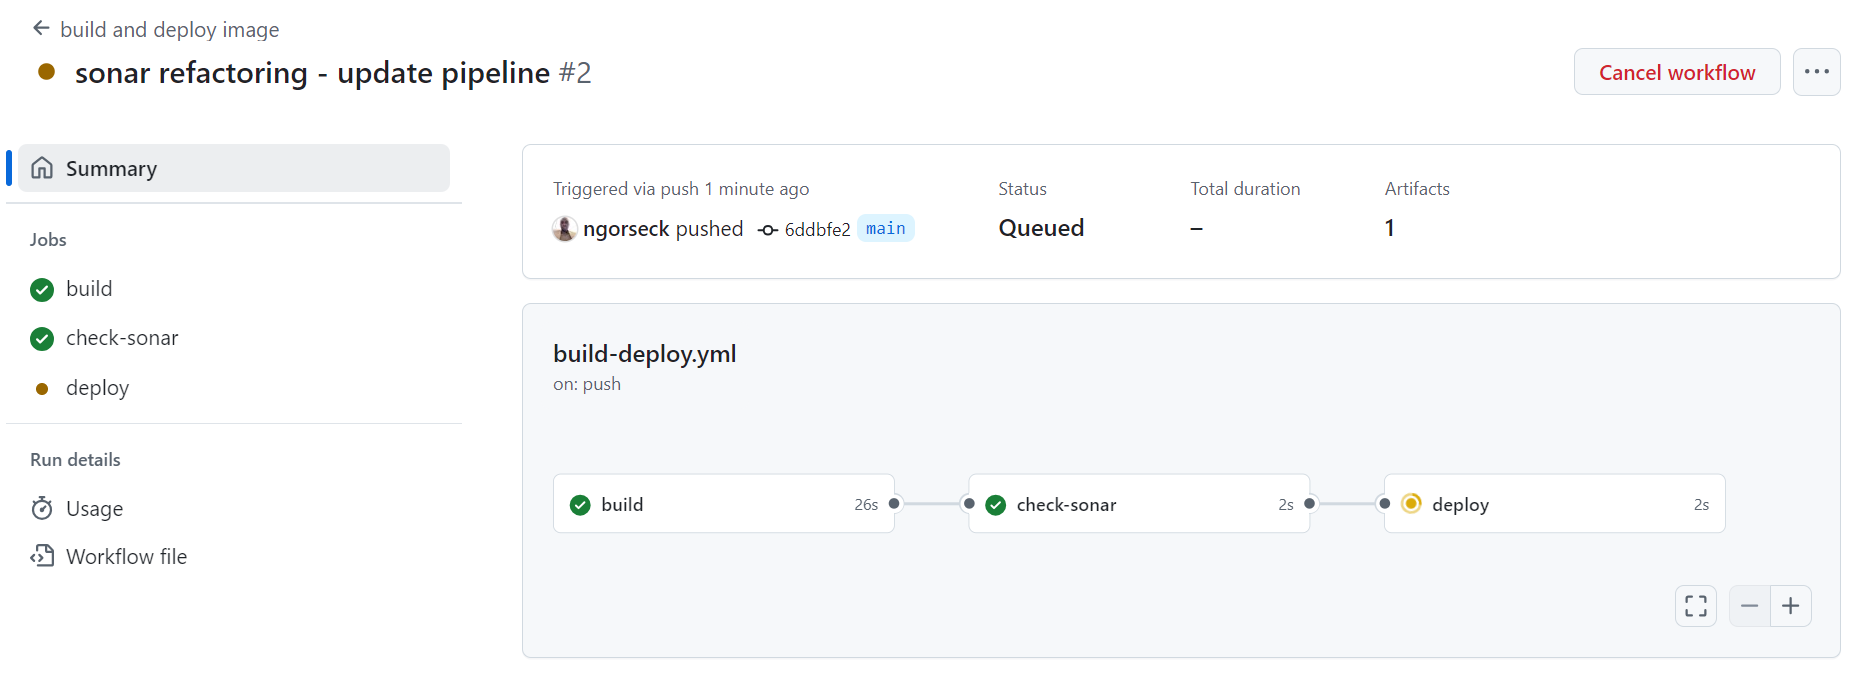 build and deploy image
sonar refactoring - update pipeline #2
Cancel workflow
Summary
Jobs
build
check-sonar
deploy
Run details
Usage
Workflow file
Triggered via push 1 minute ago
ngorseck pushed 6ddbfe2 main
Status
Queued
Total duration
–
Artifacts
1
build-deploy.yml
on: push
build 26s
check-sonar 2s
deploy 2s